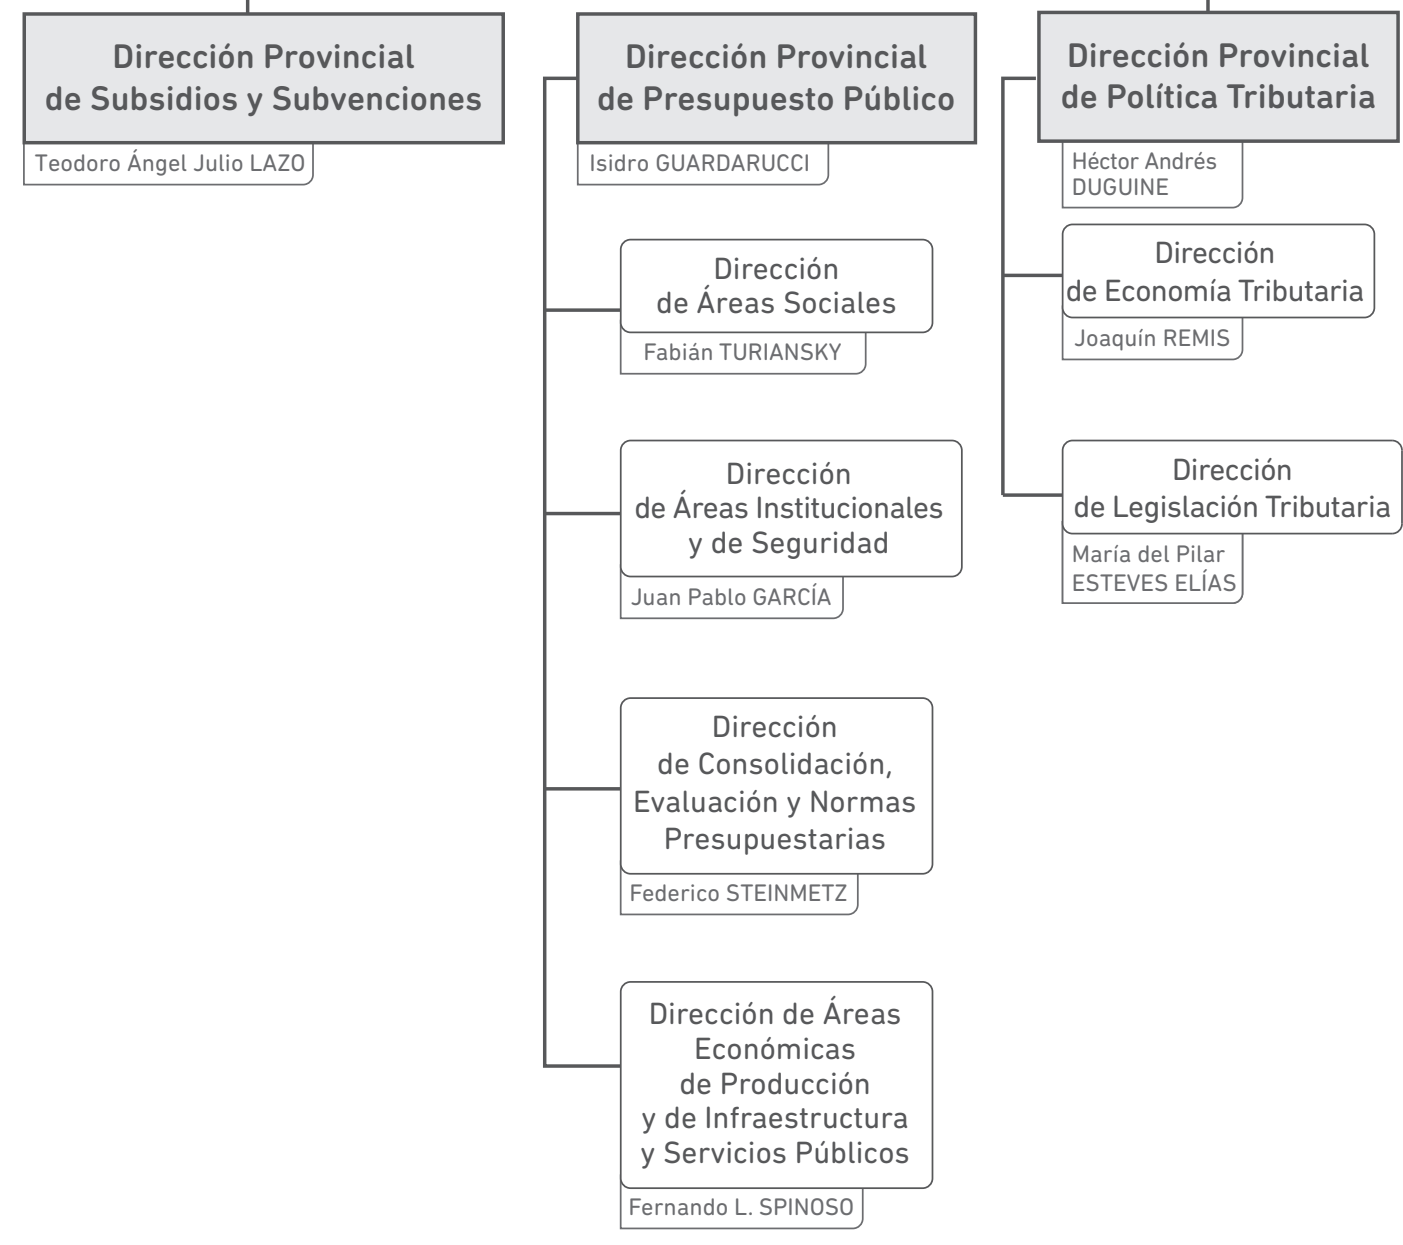 Dirección Provincial
de Subsidios y Subvenciones
Teodoro Ángel Julio LAZO
Dirección Provincial
de Presupuesto Público
Isidro GUARDARUCCI
Dirección
de Áreas Sociales
Fabián TURIANSKY
Dirección
de Áreas Institucionales
y de Seguridad
Juan Pablo GARCÍA
Dirección
de Consolidación,
Evaluación y Normas
Presupuestarias
Federico STEINMETZ
Dirección de Áreas
Económicas
de Producción
y de Infraestructura
y Servicios Públicos
Fernando L. SPINOSO
Dirección Provincial
de Política Tributaria
Héctor Andrés
DUGUINE
Dirección
de Economía Tributaria
Joaquín REMIS
Dirección
de Legislación Tributaria
María del Pilar
ESTEVES ELÍAS